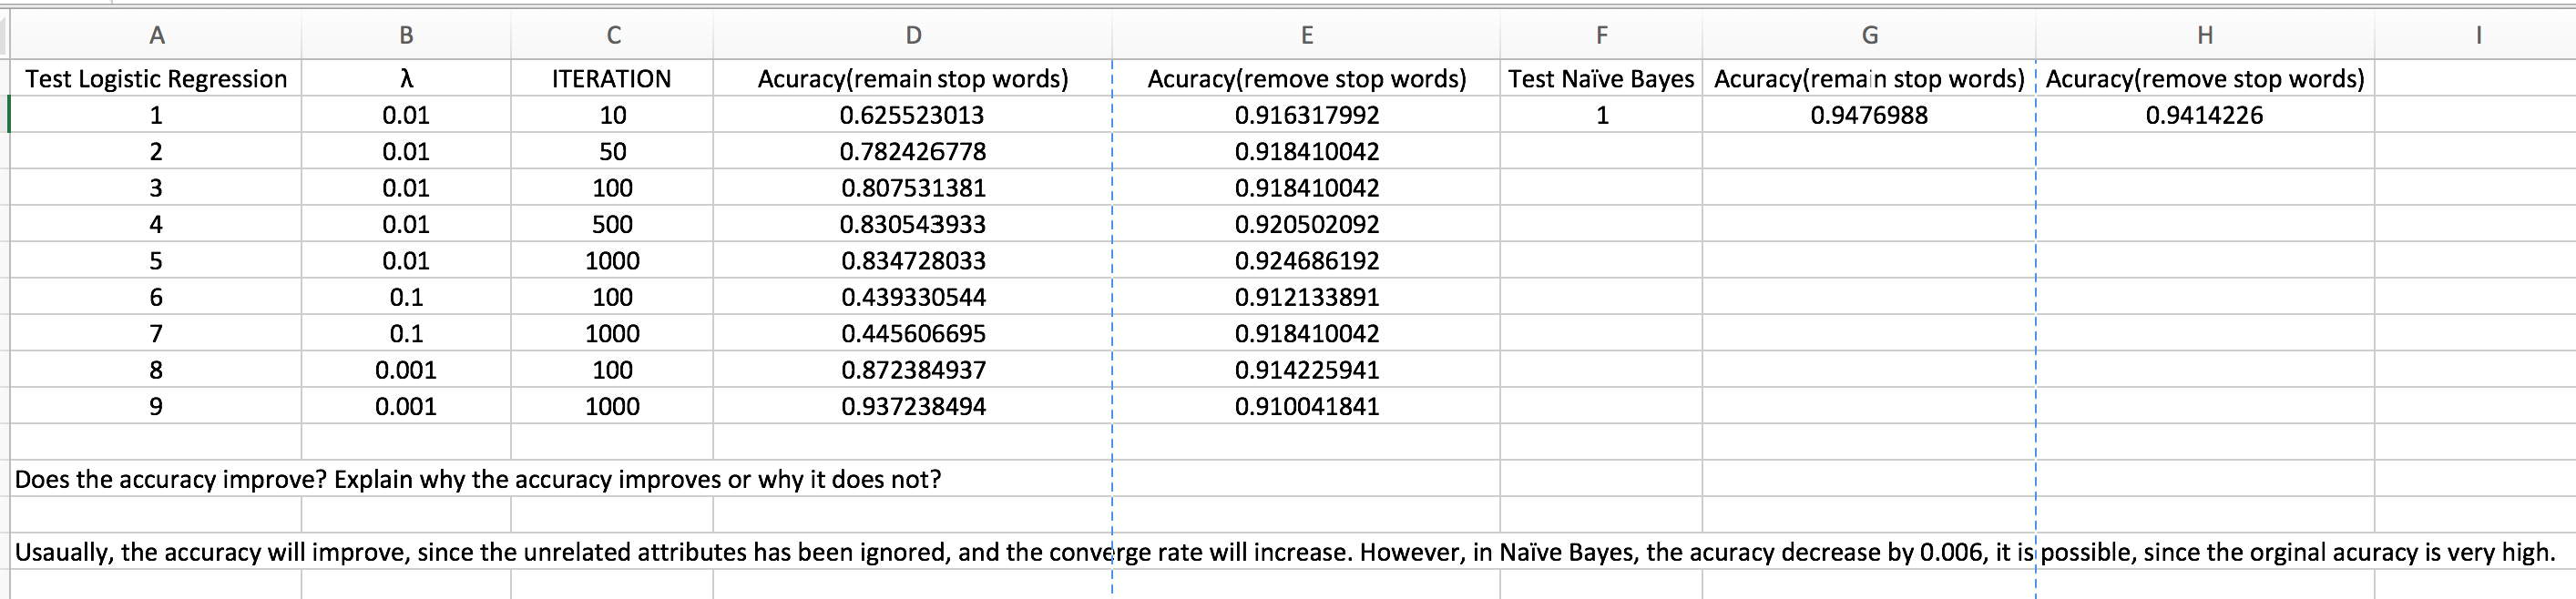 A B C D E F G H I
Test Logistic Regression λ ITERATION Acuracy(remain stop words) Acuracy(remove stop words) Test Naïve Bayes Acuracy(remain stop words) Acuracy(remove stop words)
1 0.01 10 0.625523013 0.916317992 1 0.9476988 0.9414226
2 0.01 50 0.782426778 0.918410042
3 0.01 100 0.807531381 0.918410042
4 0.01 500 0.830543933 0.920502092
5 0.01 1000 0.834728033 0.924686192
6 0.1 100 0.439330544 0.912133891
7 0.1 1000 0.445606695 0.918410042
8 0.001 100 0.872384937 0.914225941
9 0.001 1000 0.937238494 0.910041841
Does the accuracy improve? Explain why the accuracy improves or why it does not?
Usaually, the accuracy will improve, since the unrelated attributes has been ignored, and the converge rate will increase. However, in Naïve Bayes, the acuracy decrease by 0.006, it is possible, since the orginal acuracy is very high.